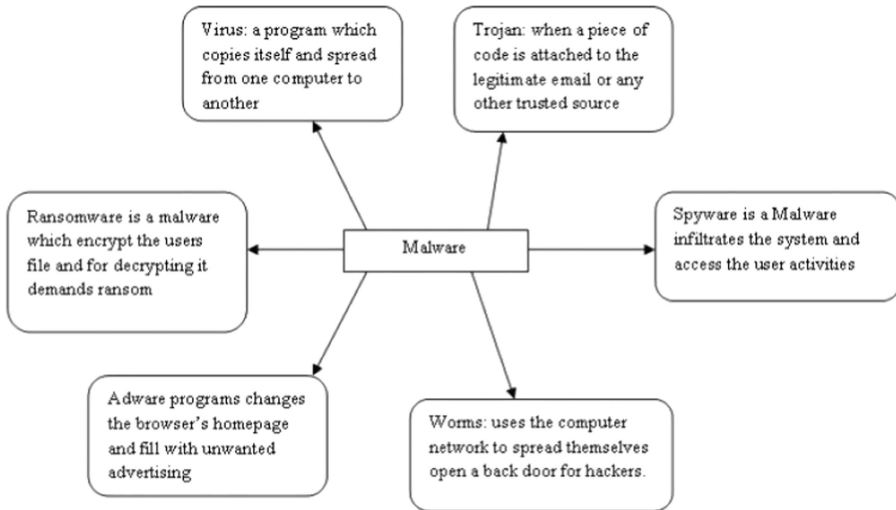 Virus: a program which
copies itself and spread
from one computer to
another
Trojan: when a piece of
code is attached to the
legitimate email or any
other trusted source
Ransomware is a malware
which encrypt the users
file and for decrypting it
demands ransom
Malware
Spyware is a Malware
infiltrates the system and
access the user activities
Adware programs changes
the browser's homepage
and fill with unwanted
advertising
Worms: uses the computer
network to spread themselves
open a back door for hackers.